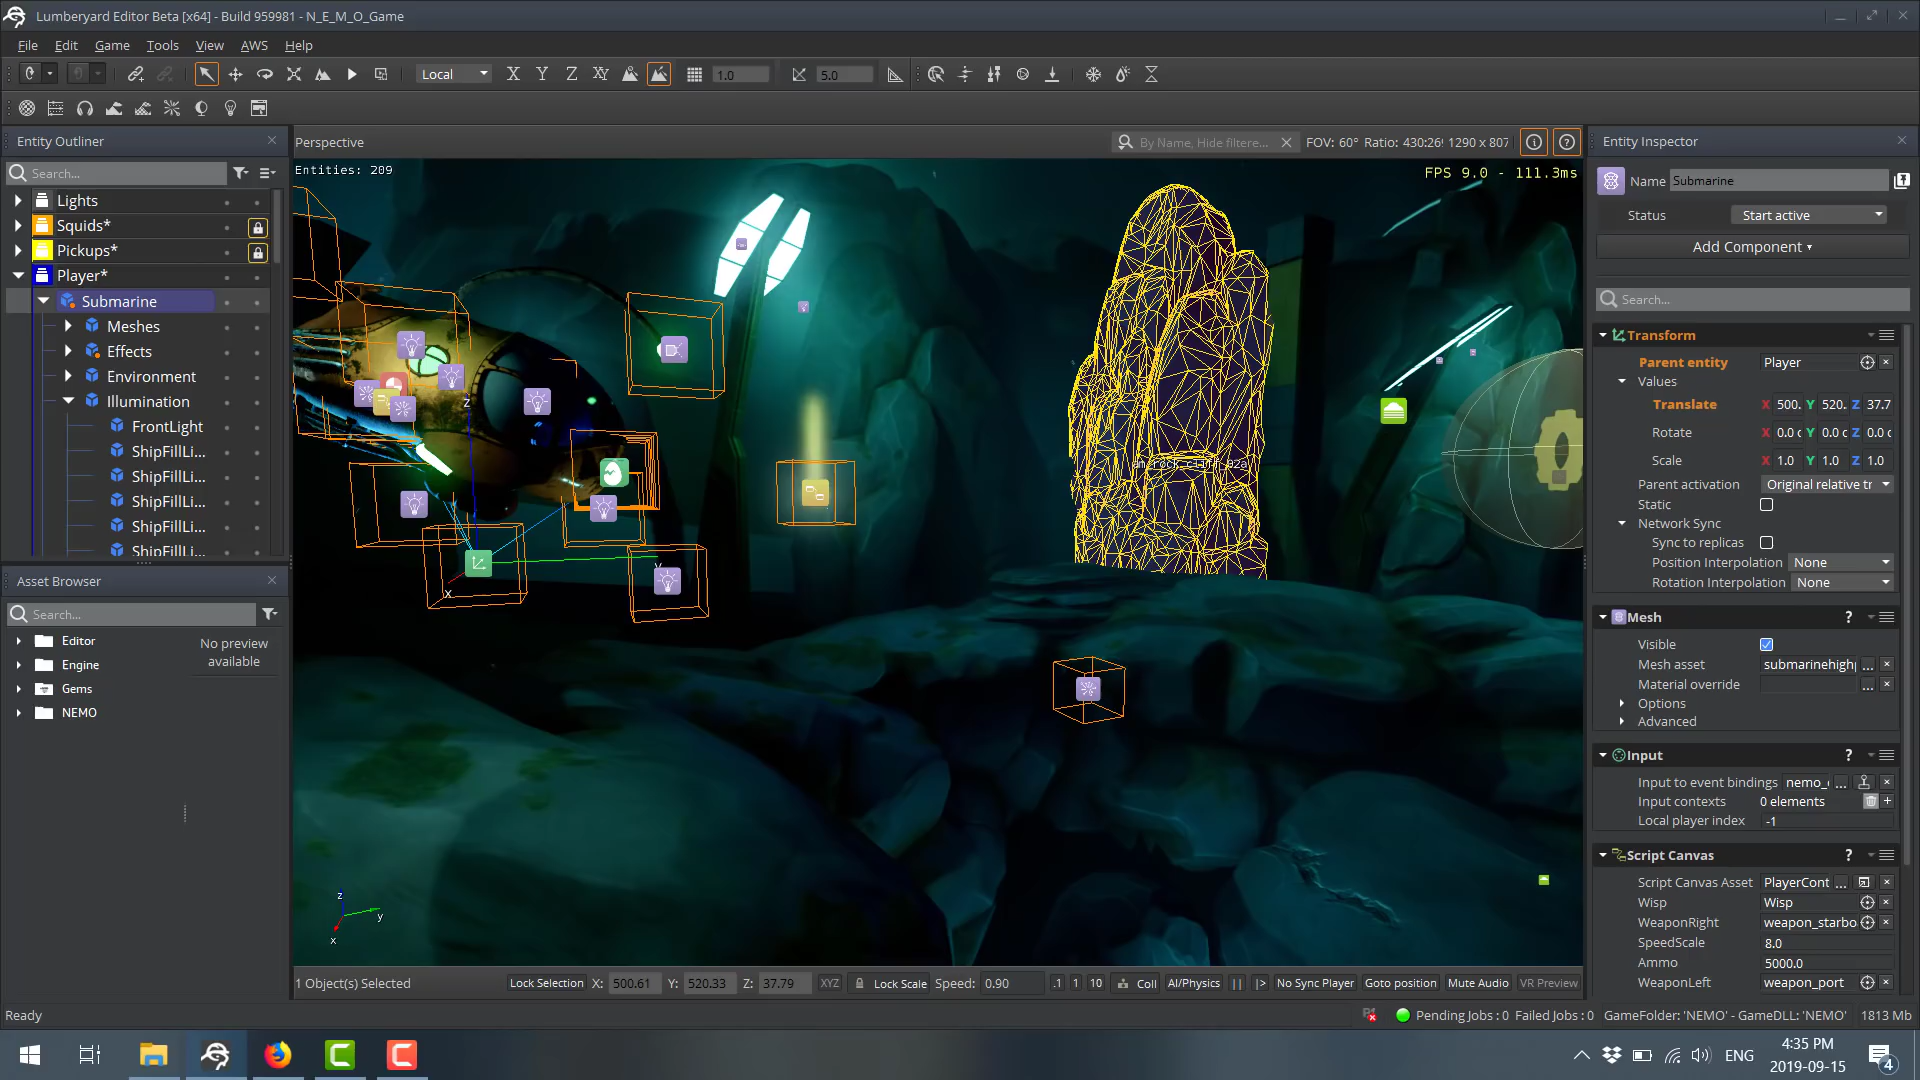 Lumberyard Editor Beta [x64] - Build 959981 - N_E_M_O_Game
File Edit Game Tools View AWS Help
Local X Y Z XY 1.0 5.0
Entity Outliner
Search...
Lights
Squids*
Pickups*
Player*
Submarine
Meshes
Effects
Environment
Illumination
FrontLight
ShipFillLi...
ShipFillLi...
ShipFillLi...
ShipFillLi...
ShipFillLi...
Asset Browser
Search...
Editor
Engine
Gems
NEMO
No preview
available
Perspective
By Name, Hide filtere...
FOV: 60° Ratio: 430:26 1290 x 807
Entities: 209
FPS 9.0 - 111.3ms
Z
Y
X
z
y
x
1 Object(s) Selected Lock Selection X: 500.61 Y: 520.33 Z: 37.79 XYZ Lock Scale Speed: 0.90 .1 1 10 Coll AI/Physics || |> No Sync Player Goto position Mute Audio VR Preview
Entity Inspector
Name Submarine
Status Start active
Add Component
Search...
Transform
Parent entity Player
Values
Translate X 500. Y 520. Z 37.7
Rotate X 0.0 Y 0.0 Z 0.0
Scale X 1.0 Y 1.0 Z 1.0
Parent activation Original relative tr
Static
Network Sync
Sync to replicas
Position Interpolation None
Rotation Interpolation None
Mesh ?
Visible
Mesh asset submarinehigh ...
Material override ...
Options
Advanced
Input ?
Input to event bindings nemo_ ...
Input contexts 0 elements
Local player index -1
Script Canvas ?
Script Canvas Asset PlayerCont ...
Wisp Wisp
WeaponRight weapon_starbo
SpeedScale 8.0
Ammo 5000.0
WeaponLeft weapon_port
Ready
Pending Jobs : 0 Failed Jobs : 0 GameFolder: 'NEMO' - GameDLL: 'NEMO' 1813 Mb
ENG
4:35 PM
2019-09-15
4